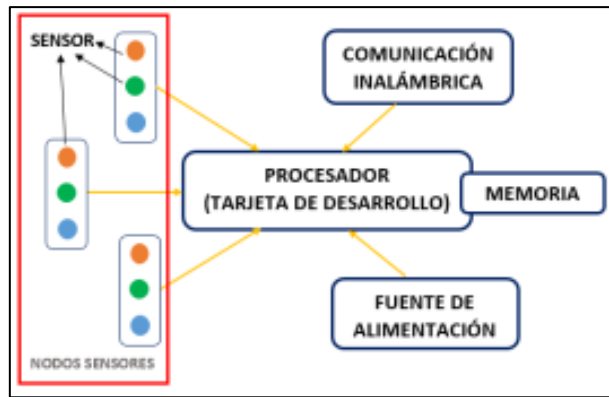 SENSOR
COMUNICACIÓN
INALÁMBRICA
PROCESADOR
(TARJETA DE DESARROLLO)
MEMORIA
FUENTE DE
ALIMENTACIÓN
NODOS SENSORES